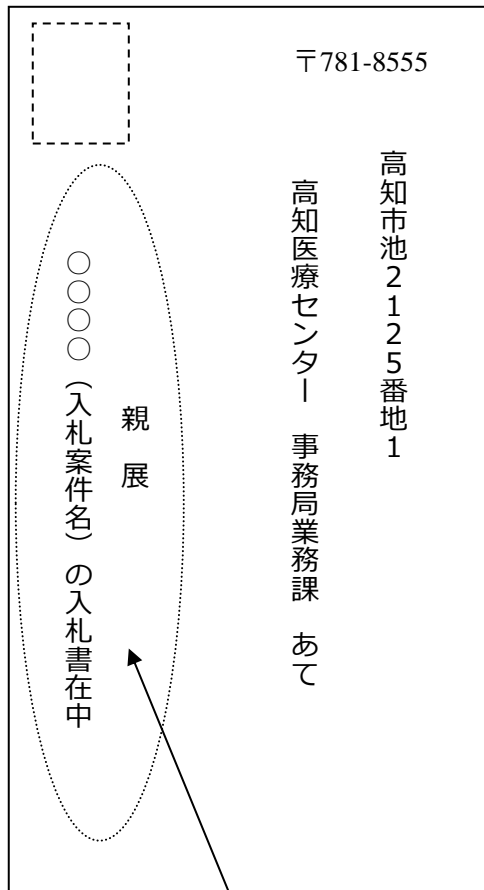 〒781-8555
高知市池2125番地1
高知医療センター　事務局業務課　あて
親　展
○○○○（入札案件名）の入札書在中